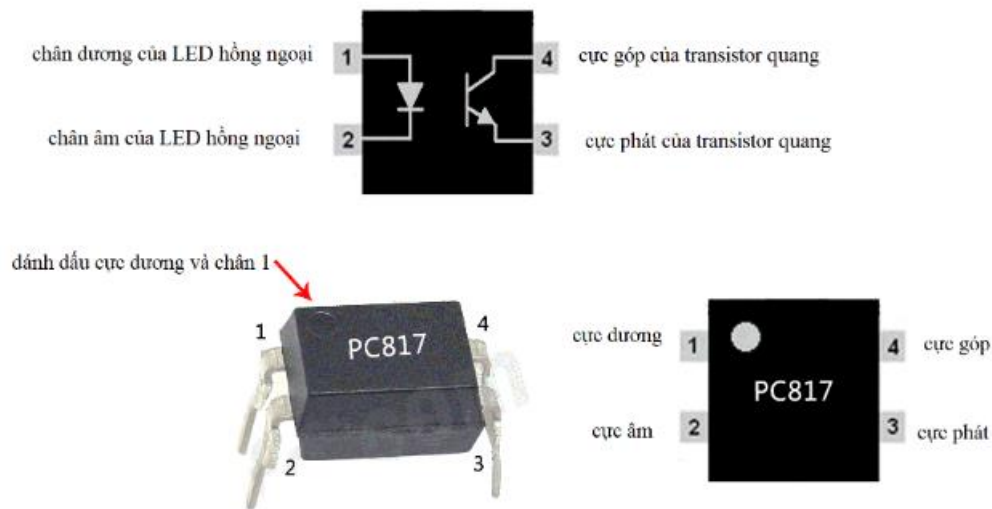 chân dương của LED hồng ngoại
1
4
cực góp của transistor quang
chân âm của LED hồng ngoại
2
3
cực phát của transistor quang
dánh dấu cực dương và chân 1
1
4
PC817
2
3
cực dương
1
4
cực góp
PC817
cực âm
2
3
cực phát